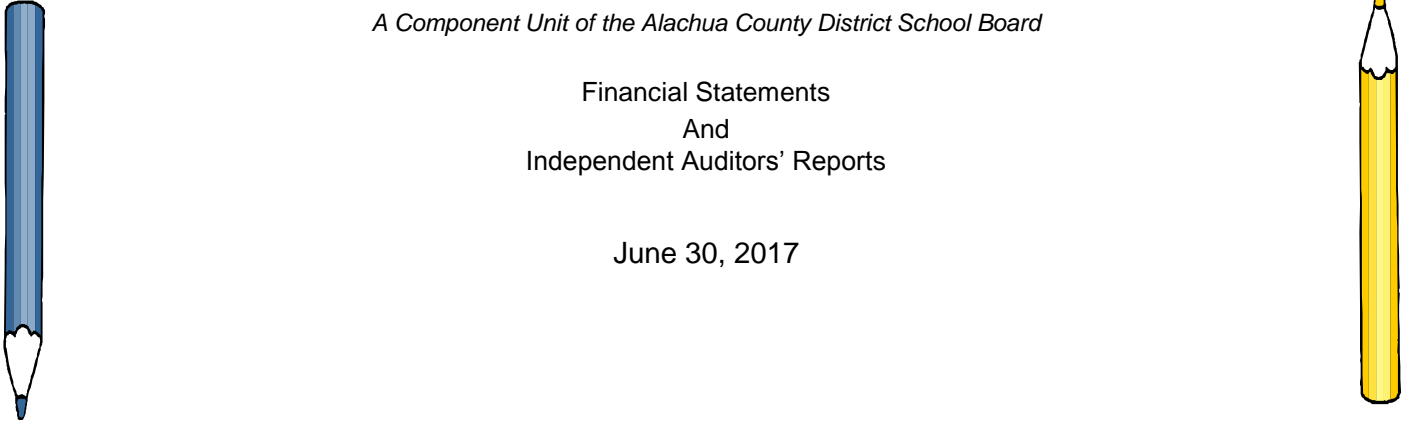 A Component Unit of the Alachua County District School Board
Financial Statements
And
Independent Auditors’ Reports
June 30, 2017